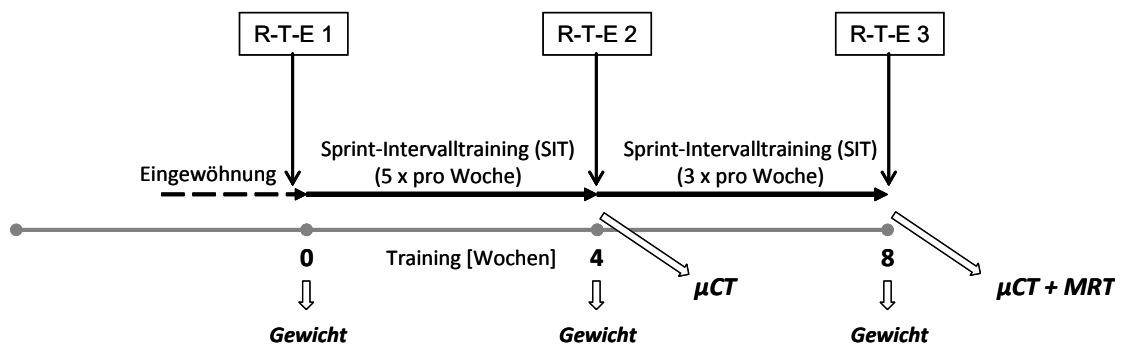 R-T-E 1
R-T-E 2
R-T-E 3
Eingewöhnung
Sprint-Intervalltraining (SIT)
(5 x pro Woche)
Sprint-Intervalltraining (SIT)
(3 x pro Woche)
0
Training [Wochen]
4
8
µCT
µCT + MRT
Gewicht
Gewicht
Gewicht